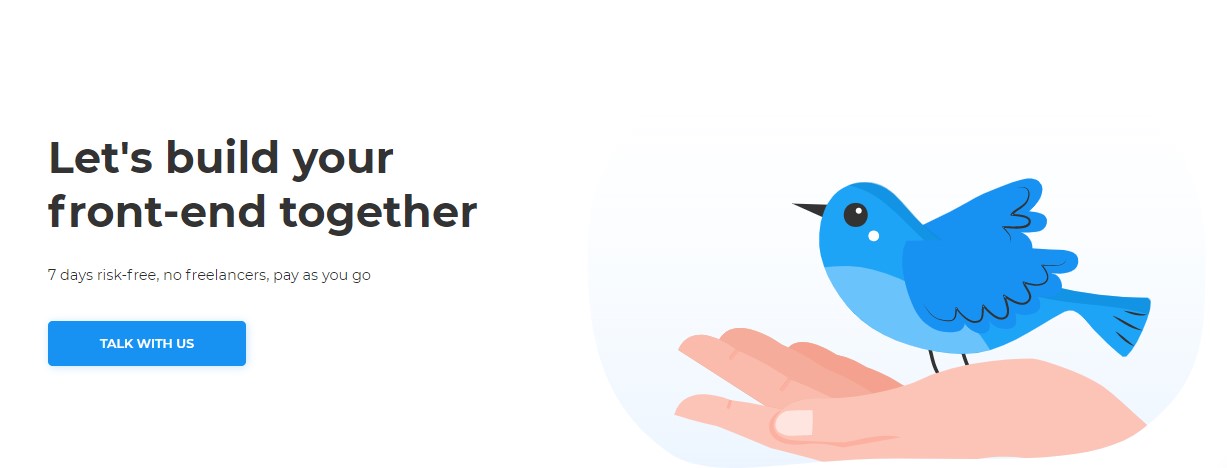 Let's build your
front-end together
7 days risk-free, no freelancers, pay as you go
TALK WITH US